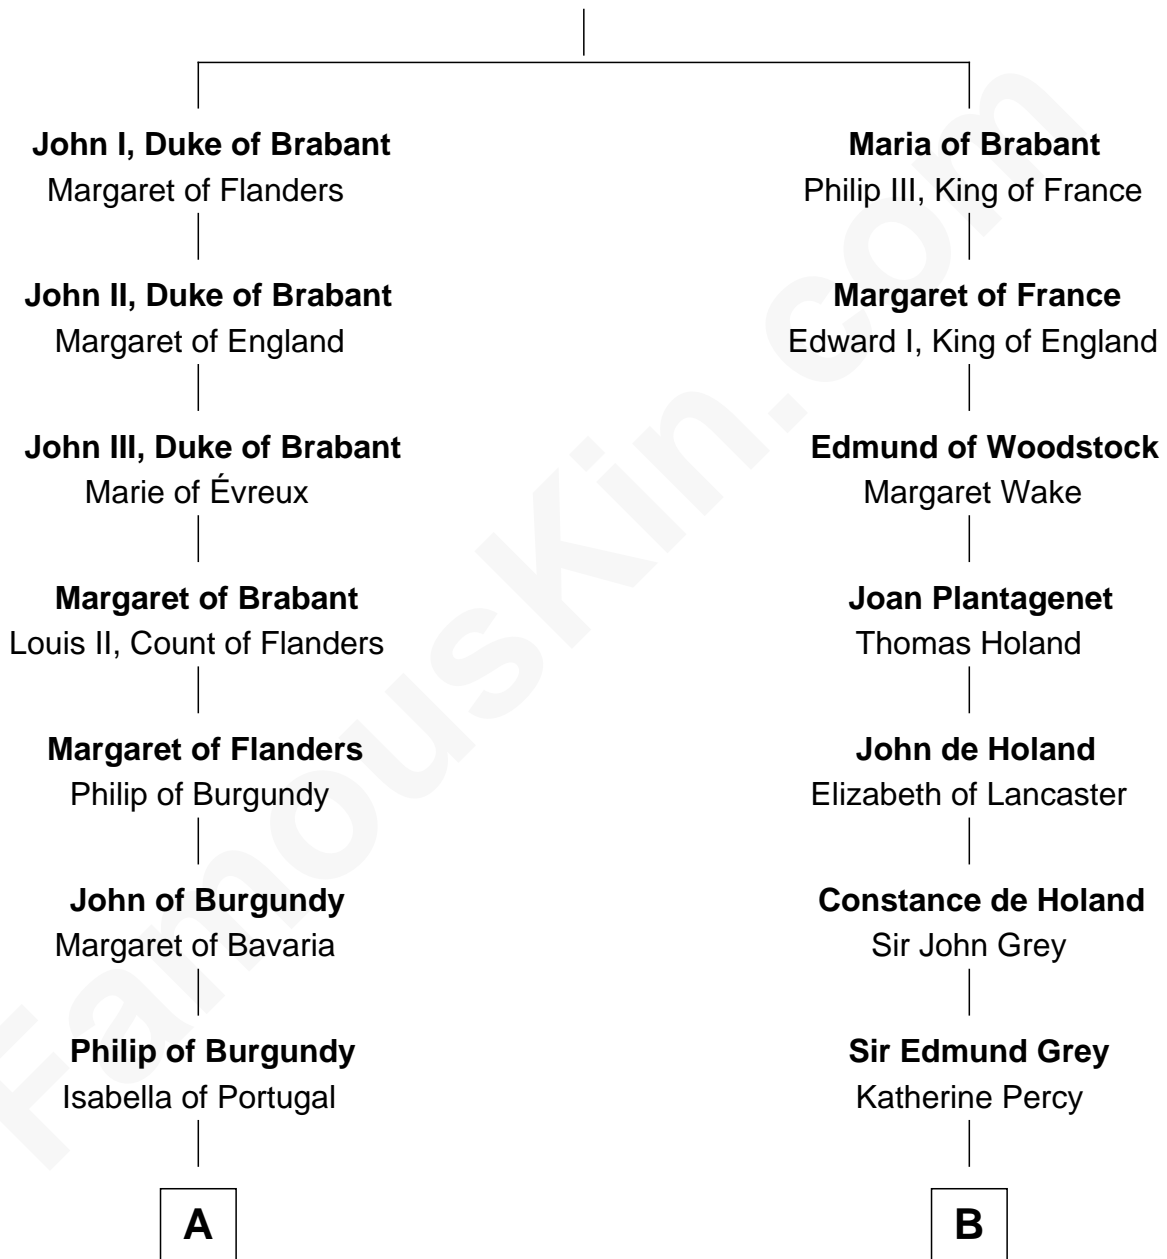 John I, Duke of Brabant
Margaret of Flanders
John II, Duke of Brabant
Margaret of England
John III, Duke of Brabant
Marie of Évreux
Margaret of Brabant
Louis II, Count of Flanders
Margaret of Flanders
Philip of Burgundy
John of Burgundy
Margaret of Bavaria
Philip of Burgundy
Isabella of Portugal
A
Maria of Brabant
Philip III, King of France
Margaret of France
Edward I, King of England
Edmund of Woodstock
Margaret Wake
Joan Plantagenet
Thomas Holand
John de Holand
Elizabeth of Lancaster
Constance de Holand
Sir John Grey
Sir Edmund Grey
Katherine Percy
B
FamousKin.com